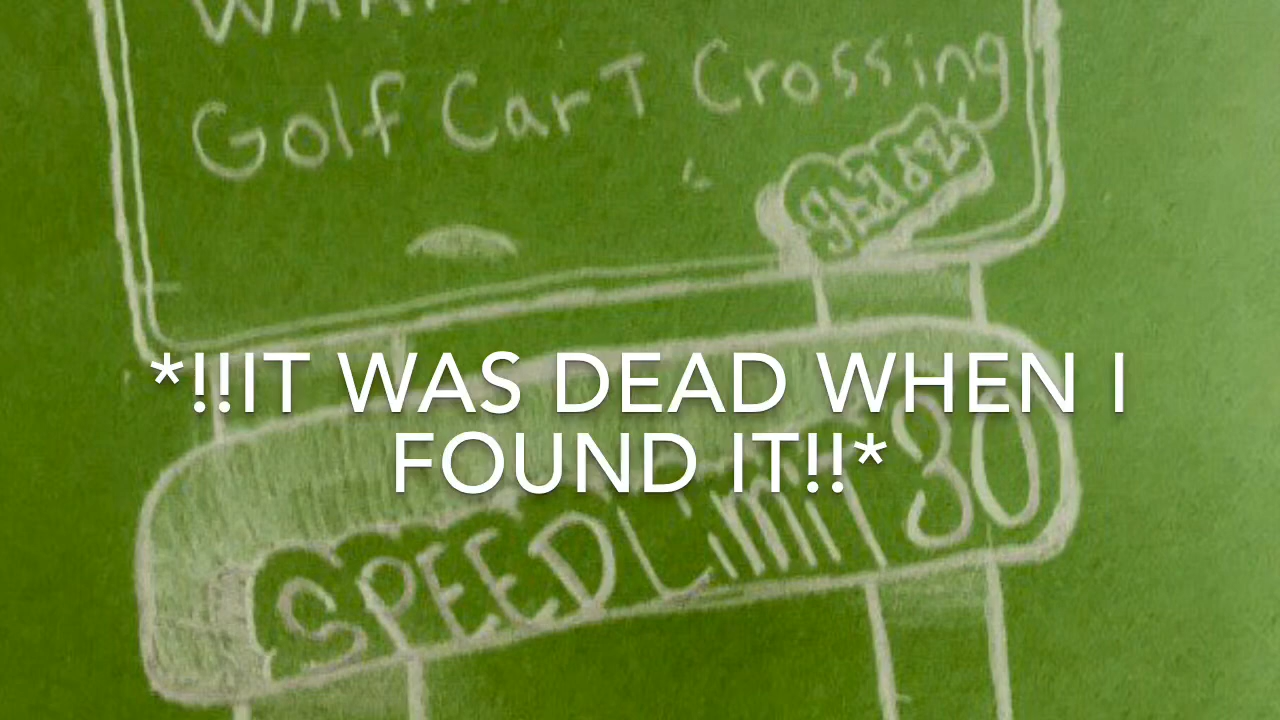 Golf Cart Crossing
*!!IT WAS DEAD WHEN I
FOUND IT!!*
SPEED Limit 30